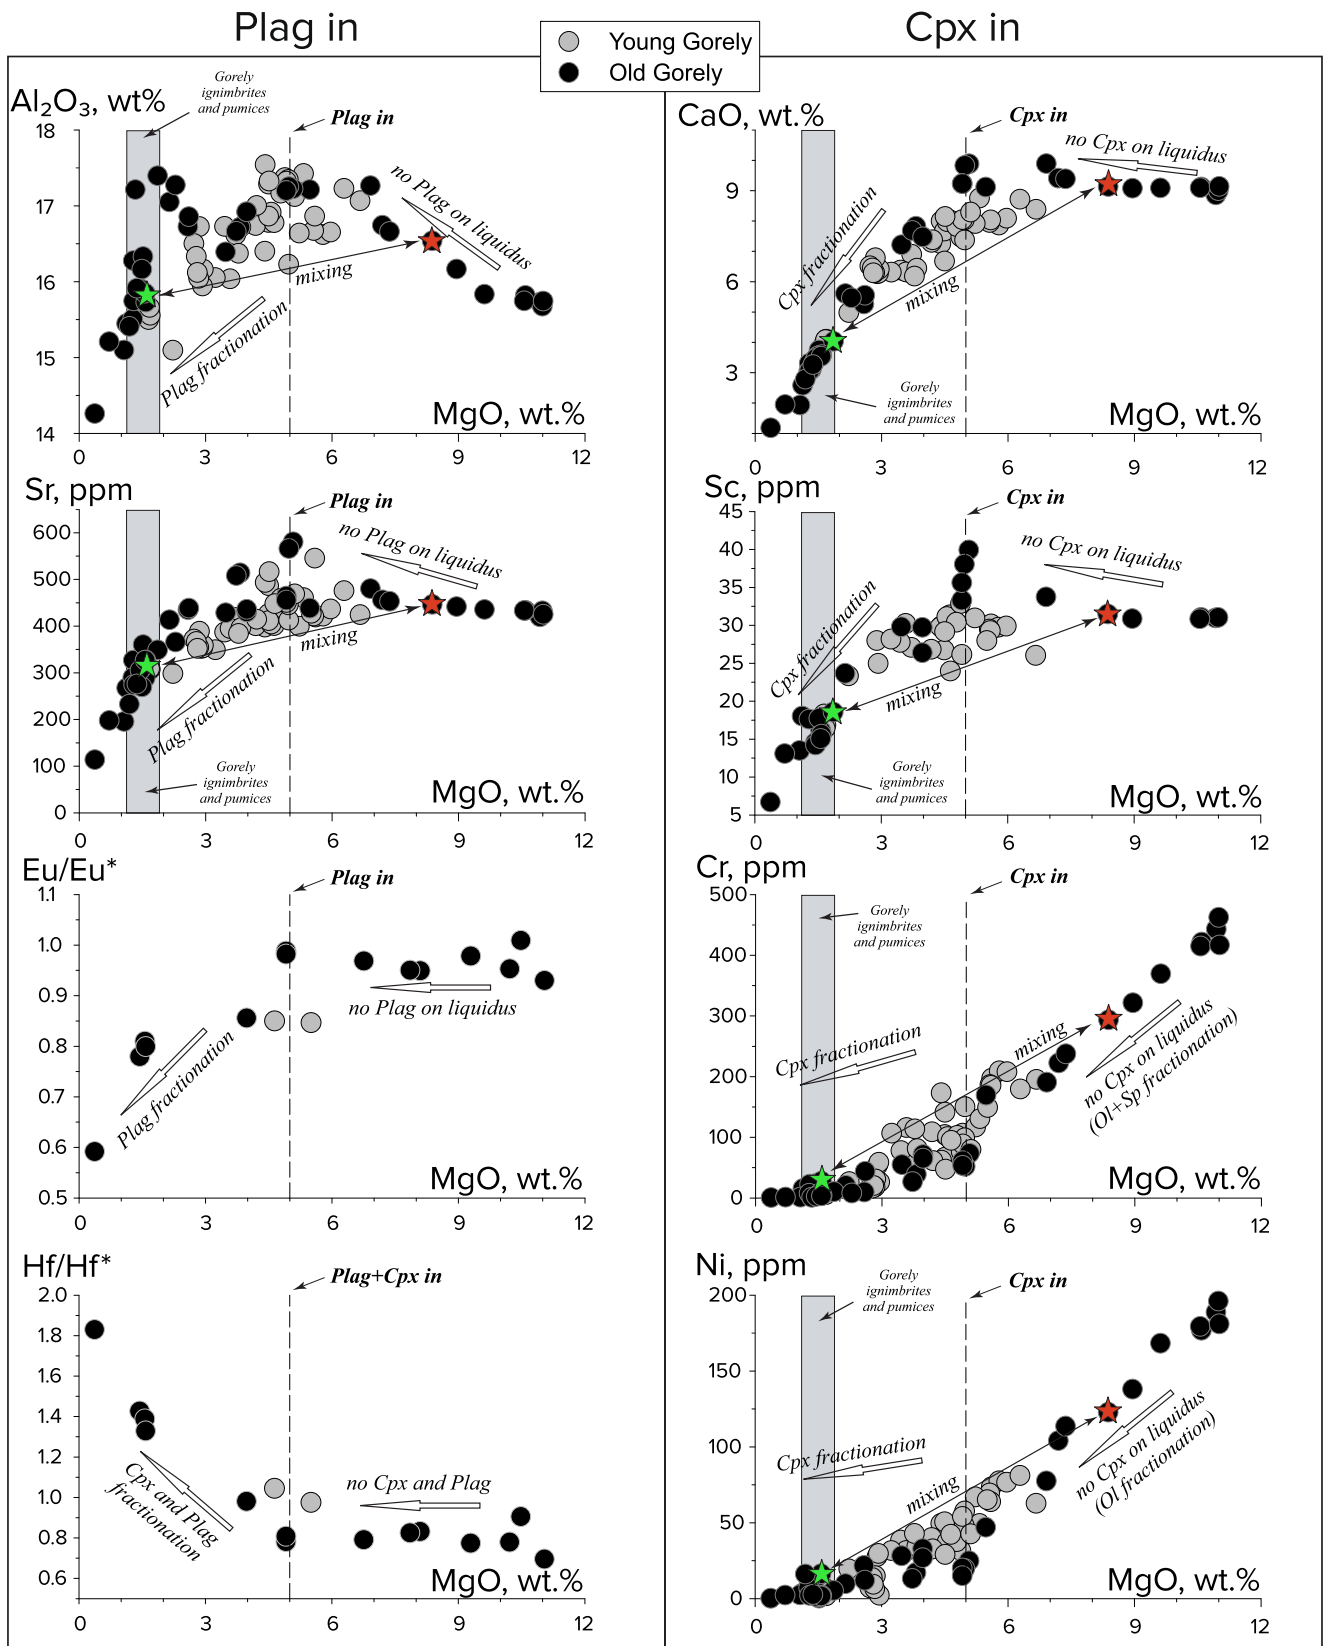 Plag in
Cpx in
Young Gorely
Old Gorely
Al₂O₃, wt%
Gorely
ignimbrites
and pumices
Plag in
no Plag on liquidus
mixing
Plag fractionation
MgO, wt.%
18
17
16
15
14
0 3 6 9 12
CaO, wt.%
Cpx in
no Cpx on liquidus
Cpx fractionation
mixing
Gorely
ignimbrites
and pumices
MgO, wt.%
9
6
3
0 3 6 9 12
Sr, ppm
Plag in
no Plag on liquidus
mixing
Plag fractionation
Gorely
ignimbrites
and pumices
MgO, wt.%
600
500
400
300
200
100
0
0 3 6 9 12
Sc, ppm
Cpx in
no Cpx on liquidus
Cpx fractionation
mixing
Gorely
ignimbrites
and pumices
MgO, wt.%
45
40
35
30
25
20
15
10
5
0 3 6 9 12
Eu/Eu*
Plag in
no Plag on liquidus
Plag fractionation
MgO, wt.%
1.1
1.0
0.9
0.8
0.7
0.6
0.5
0 3 6 9 12
Cr, ppm
Cpx in
Gorely
ignimbrites
and pumices
mixing
Cpx fractionation
no Cpx on liquidus
(Ol+Sp fractionation)
MgO, wt.%
500
400
300
200
100
0
0 3 6 9 12
Hf/Hf*
Plag+Cpx in
no Cpx and Plag
Cpx and Plag
fractionation
MgO, wt.%
2.0
1.8
1.6
1.4
1.2
1.0
0.8
0.6
0 3 6 9 12
Ni, ppm
Gorely
ignimbrites
and pumices
Cpx in
Cpx fractionation
mixing
no Cpx on liquidus
(Ol fractionation)
MgO, wt.%
200
150
100
50
0
0 3 6 9 12